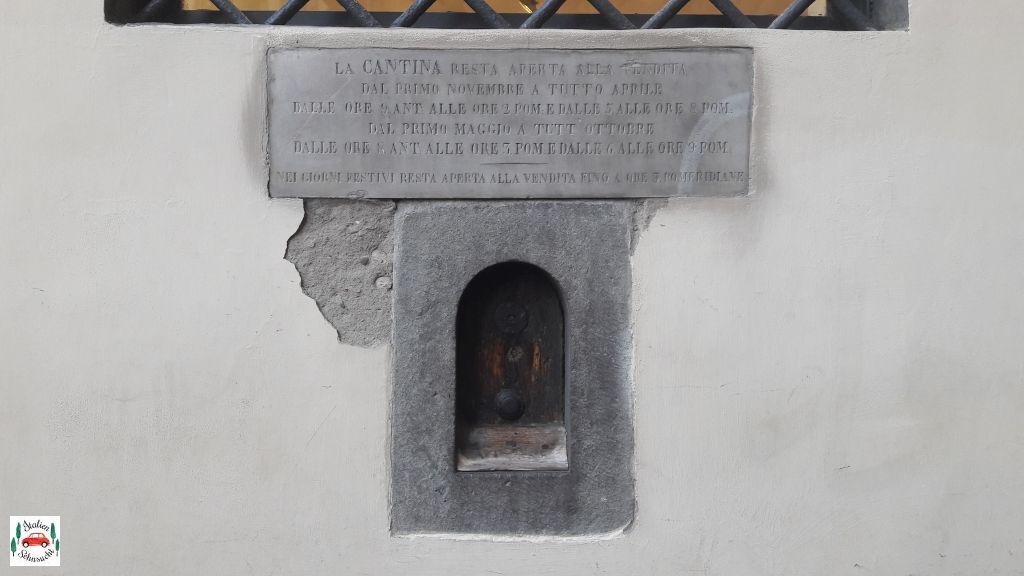 LA CANTINA RESTA APERTA ALLA VENDITA
DAL PRIMO NOVEMBRE A TUTTO APRILE
DALLE ORE 9. ANT. ALLE ORE 2 POM. E DALLE 5 ALLE ORE 8 POM.
DAL PRIMO MAGGIO A TUTT' OTTOBRE
DALLE ORE 8. ANT. ALLE ORE 3. POM. E DALLE 6. ALLE ORE 9 POM.
NEI GIORNI FESTIVI RESTA APERTA ALLA VENDITA FINO A ORE 3. POMERIDIANE
Italien
Sehnsucht